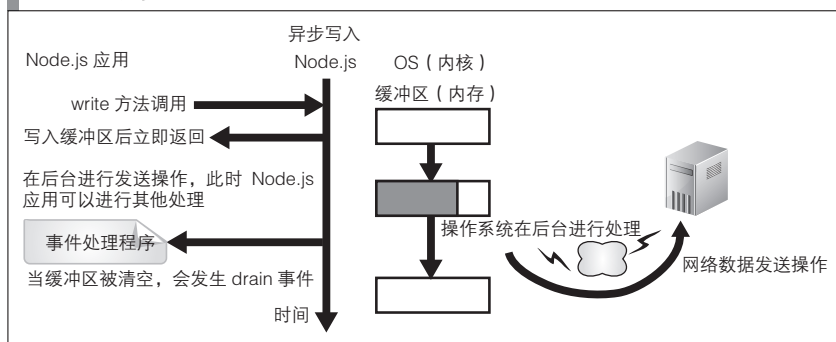 异步写入
Node.js 应用
Node.js
OS（内核）
缓冲区（内存）
write 方法调用
写入缓冲区后立即返回
在后台进行发送操作，此时 Node.js
应用可以进行其他处理
操作系统在后台进行处理
事件处理程序
网络数据发送操作
当缓冲区被清空，会发生 drain 事件
时间